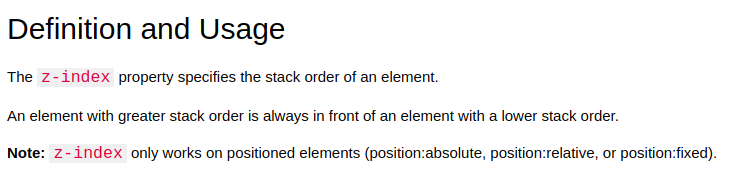 Definition and Usage
The z-index property specifies the stack order of an element.
An element with greater stack order is always in front of an element with a lower stack order.
Note: z-index only works on positioned elements (position:absolute, position:relative, or position:fixed).